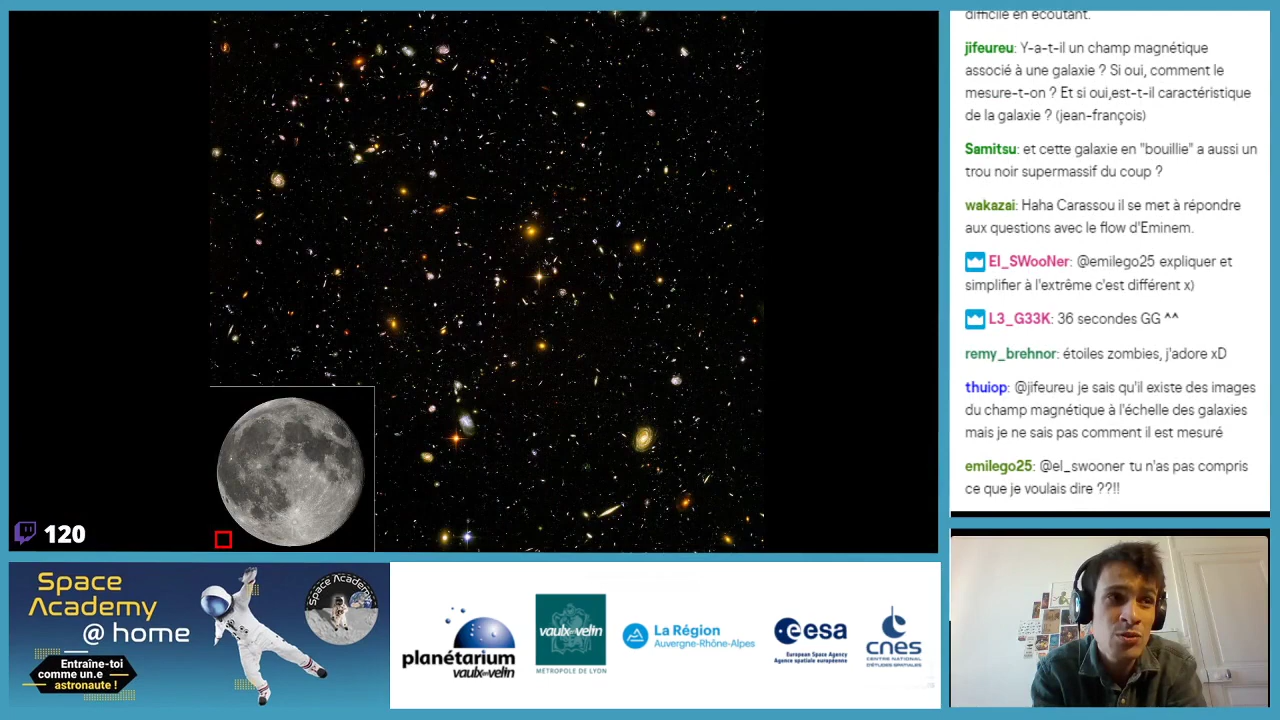 difficile en écoutant.
jifeureu: Y-a-t-il un champ magnétique
associé à une galaxie ? Si oui, comment le
mesure-t-on ? Et si oui,est-t-il caractéristique
de la galaxie ? (jean-françois)
Samitsu: et cette galaxie en "bouillie" a aussi un
trou noir supermassif du coup ?
wakazai: Haha Carassou il se met à répondre
aux questions avec le flow d'Eminem.
El_SWooNer: @emilego25 expliquer et
simplifier à l'extrême c'est différent x)
L3_G33K: 36 secondes GG ^^
remy_brehnor: étoiles zombies, j'adore xD
thuiop: @jifeureu je sais qu'il existe des images
du champ magnétique à l'échelle des galaxies
mais je ne sais pas comment il est mesuré
emilego25: @el_swooner tu n'as pas compris
ce que je voulais dire ??!!
120
Space
Academy
@ home
Entraîne-toi
comme un.e
astronaute !
Space Academy
planétarium
vaulx en velin
vaulx en velin
MÉTROPOLE DE LYON
La Région
Auvergne-Rhône-Alpes
esa
European Space Agency
Agence spatiale européenne
cnes
CENTRE NATIONAL
D'ÉTUDES SPATIALES